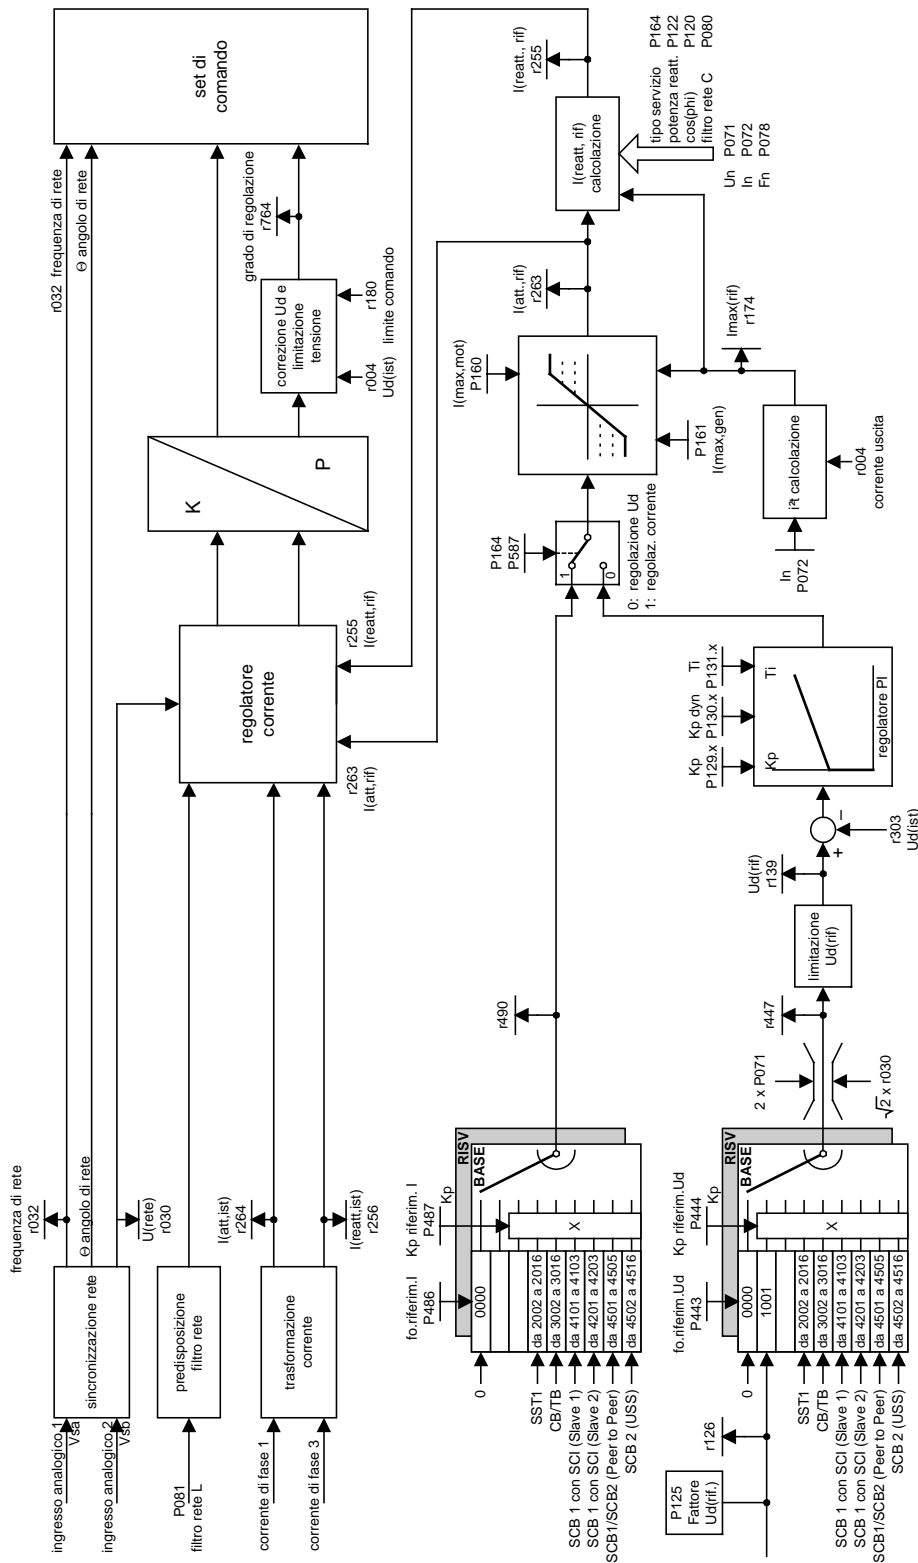 ingresso analogico 1
Vsa
ingresso analogico 2
Vsb
sincronizzazione rete
frequenza di rete
r032
Θ angolo di rete
U(rete)
r030
r032 frequenza di rete
Θ angolo di rete
set di
comando
P081
filtro rete L
predisposizione
filtro rete
corrente di fase 1
corrente di fase 3
trasformazione
corrente
I(att,ist)
r264
I(reatt,ist)
r256
regolatore
corrente
r263
I(att,rif)
r255
I(reatt,rif)
K
P
correzione Ud e
limitazione
tensione
r004
Ud(ist)
r180
limite comando
grado di regolazione
r764
fo.riferim.I
P486
Kp riferim. I
P487
Kp
RISV
BASE
0
0000
SST1
da 2002 a 2016
CB/TB
da 3002 a 3016
SCB 1 con SCI (Slave 1)
da 4101 a 4103
SCB 1 con SCI (Slave 2)
da 4201 a 4203
SCB1/SCB2 (Peer to Peer)
da 4501 a 4505
SCB 2 (USS)
da 4502 a 4516
X
r490
P164
P587
1
0
0: regolazione Ud
1: regolaz. corrente
I(max,mot)
P160
P161
I(max,gen)
I(att.,rif)
r263
I(reatt, rif)
calcolazione
I(reatt., rif)
r255
tipo servizio P164
potenza reatt. P122
cos(phi) P120
filtro rete C P080
Un P071
In P072
Fn P078
Imax(rif)
r174
i²t calcolazione
In
P072
r004
corrente uscita
P125
Fattore
Ud(rif.)
r126
fo.riferim.Ud
P443
Kp riferim.Ud
P444
Kp
RISV
BASE
0
0000
1001
SST1
da 2002 a 2016
CB/TB
da 3002 a 3016
SCB 1 con SCI (Slave 1)
da 4101 a 4103
SCB 1 con SCI (Slave 2)
da 4201 a 4203
SCB1/SCB2 (Peer to Peer)
da 4501 a 4505
SCB 2 (USS)
da 4502 a 4516
X
2 x P071
√2 x r030
r447
limitazione
Ud(rif)
Ud(rif)
r139
+
−
r303
Ud(ist)
Kp
P129.x
Kp dyn
P130.x
Ti
P131.x
Kp
Ti
regolatore PI